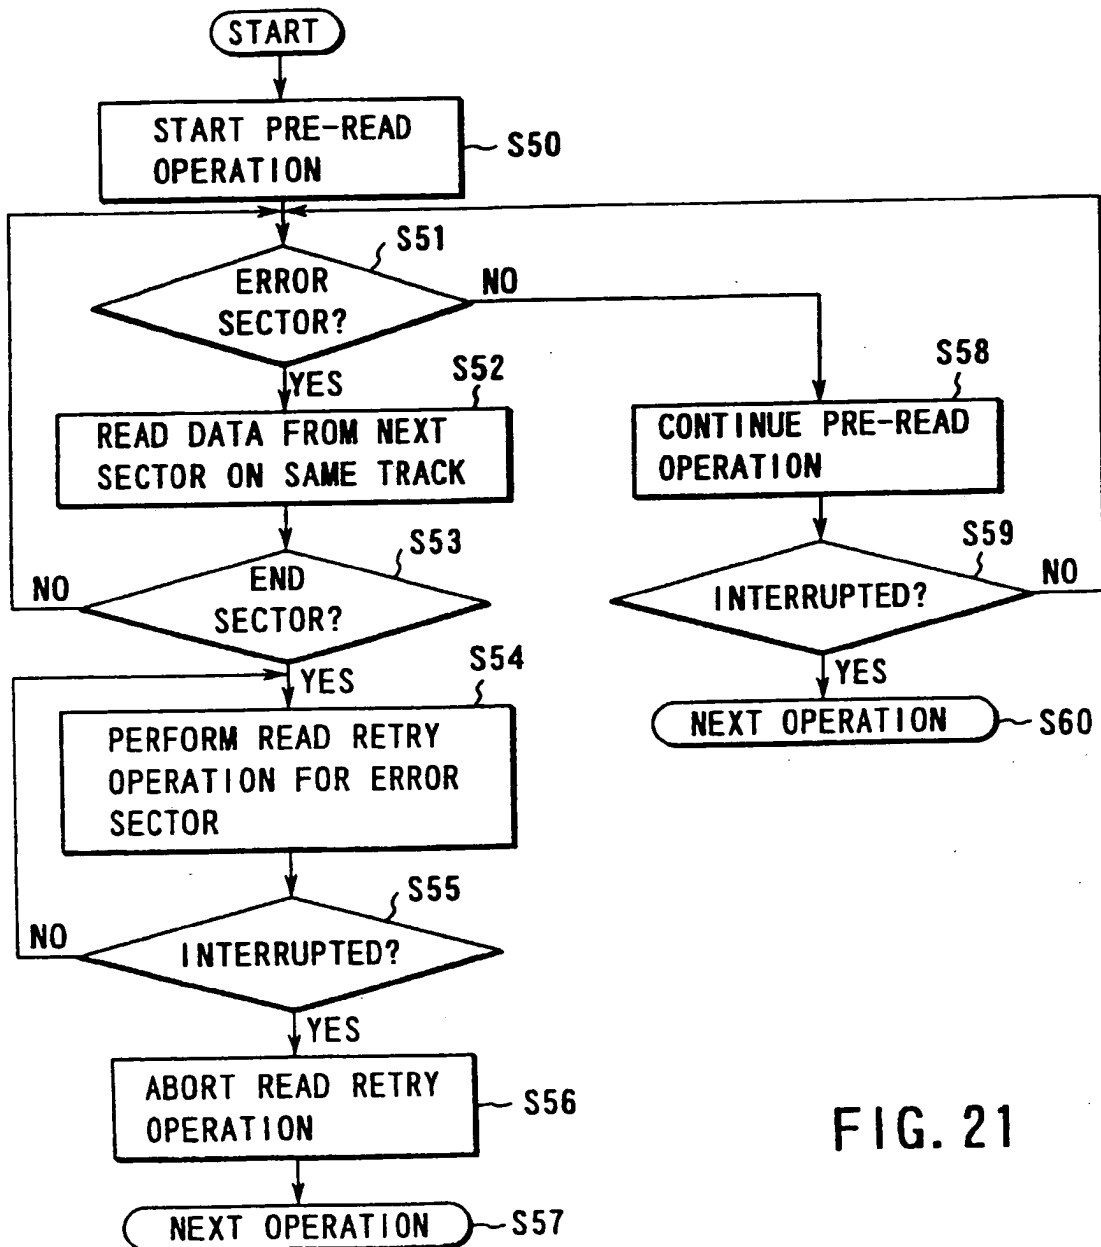 START
START PRE-READ
OPERATION
S50
S51
ERROR
SECTOR?
NO
YES
S52
READ DATA FROM NEXT
SECTOR ON SAME TRACK
S53
END
SECTOR?
NO
YES
S54
PERFORM READ RETRY
OPERATION FOR ERROR
SECTOR
S55
INTERRUPTED?
NO
YES
ABORT READ RETRY
OPERATION
S56
NEXT OPERATION
S57
S58
CONTINUE PRE-READ
OPERATION
S59
INTERRUPTED?
NO
YES
NEXT OPERATION
S60
FIG. 21